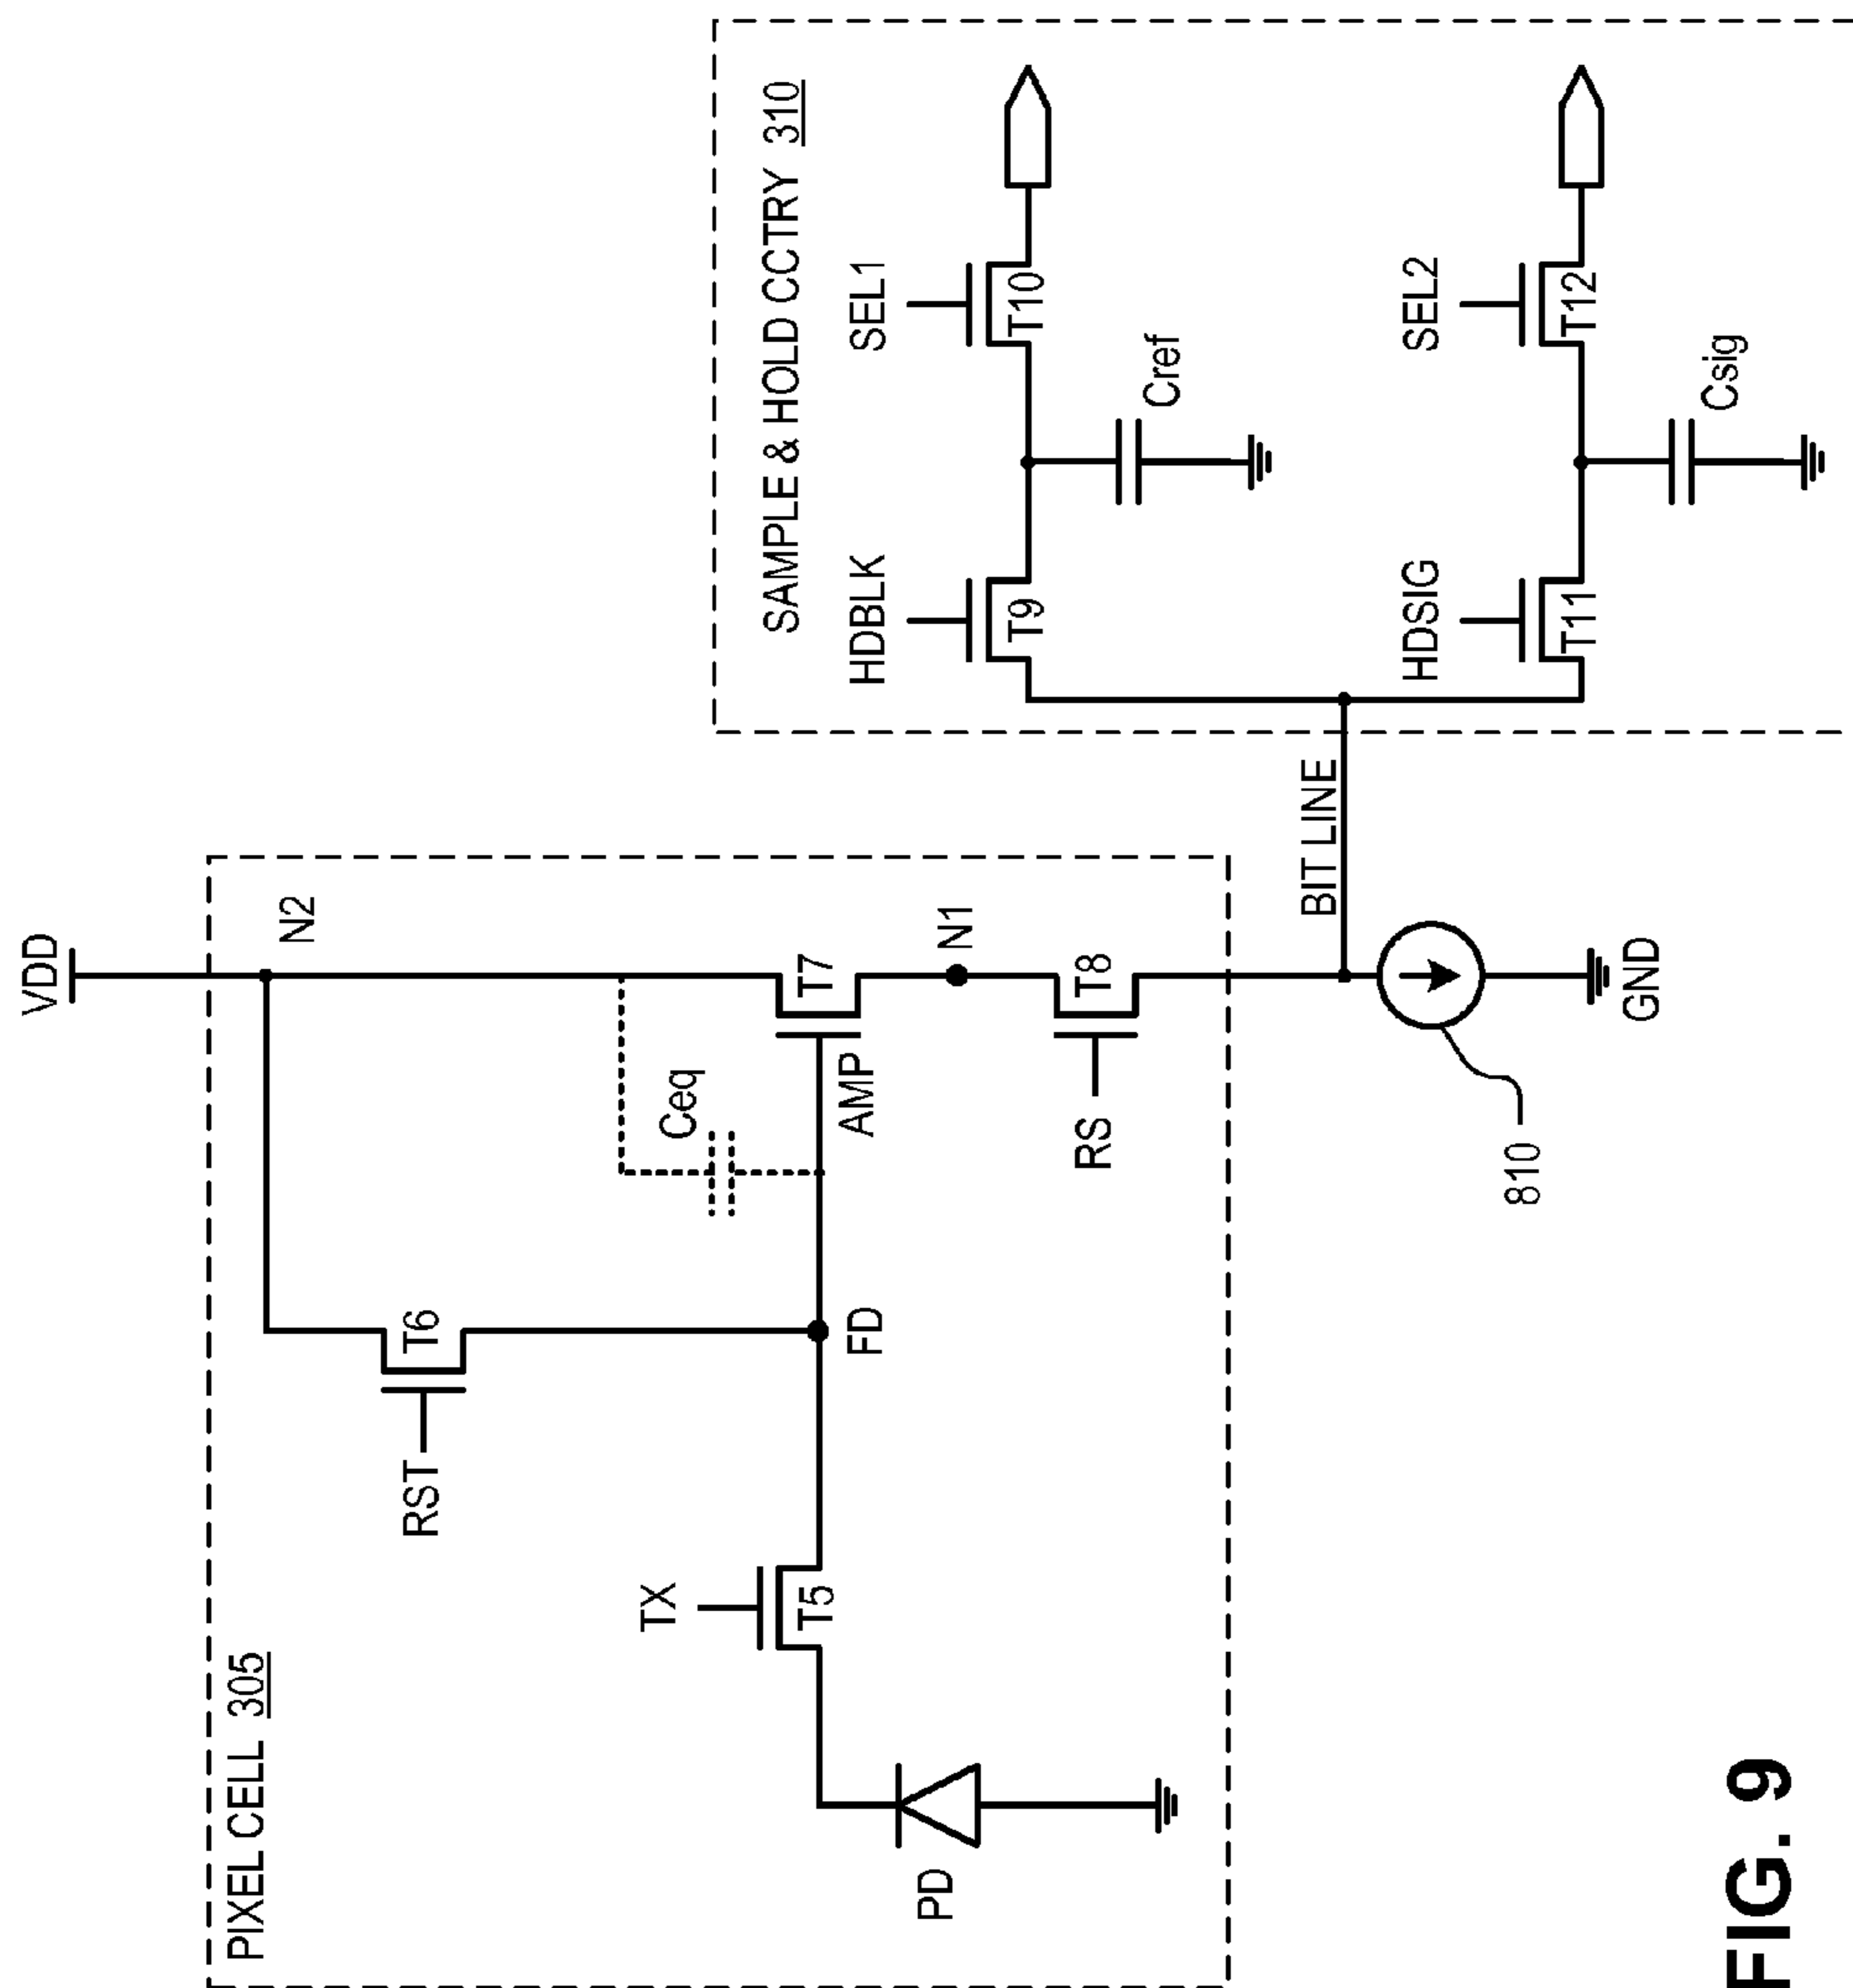 VDD
PIXEL CELL 305
N2
RST
T6
TX
T5
FD
Ceq
AMP
T7
N1
RS
T8
PD
BIT LINE
810
GND
SAMPLE & HOLD CCTRY 310
HDBLK
T9
SEL1
T10
Cref
HDSIG
T11
SEL2
T12
Csig
FIG. 9